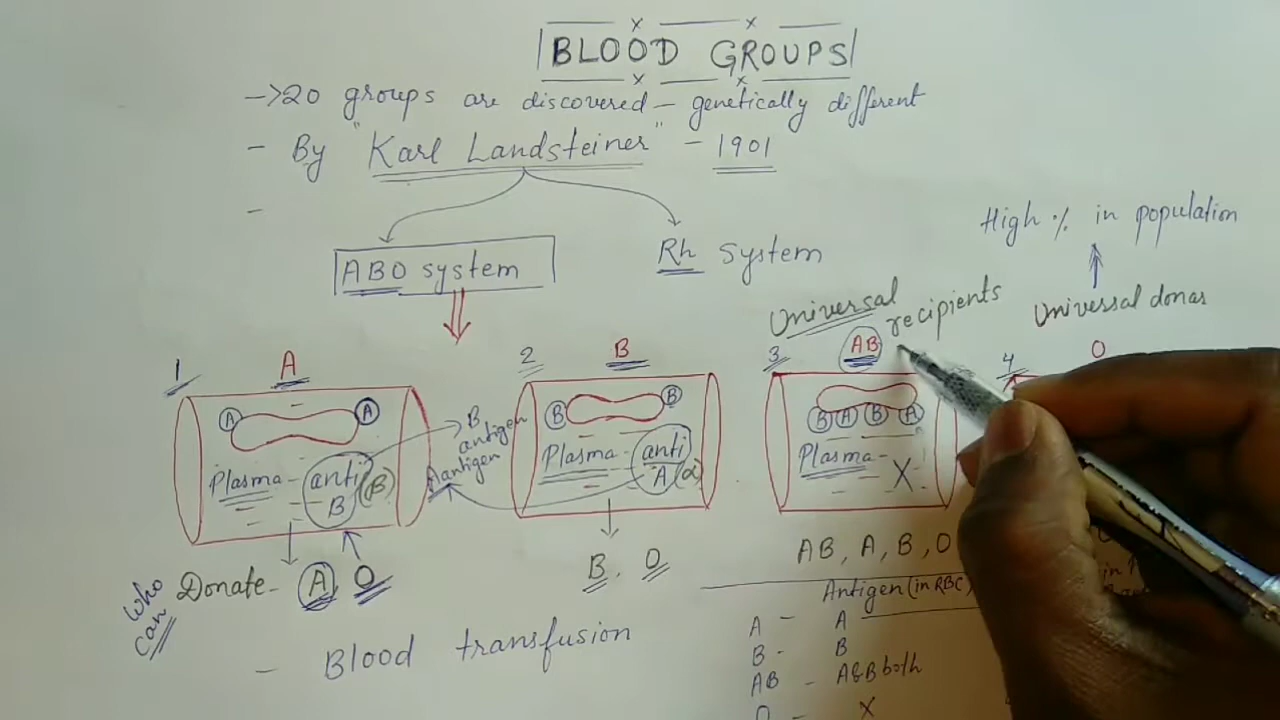 BLOOD GROUPS
->20 groups are discovered - genetically different
- By "Karl Landsteiner" - 1901
-
ABO system
Rh System
High % in population
Universal donar
Universal recipients
1 A
2 B
3 AB
4 O
A A
B antigen
A antigen
Plasma - anti B (B)
B B
Plasma - anti A (α)
B A B A
Plasma - X
Who can Donate - A, O
B, O
AB, A, B, O
- Blood transfusion
Antigen (in RBC)
A - A
B - B
AB - A&B both
O - X